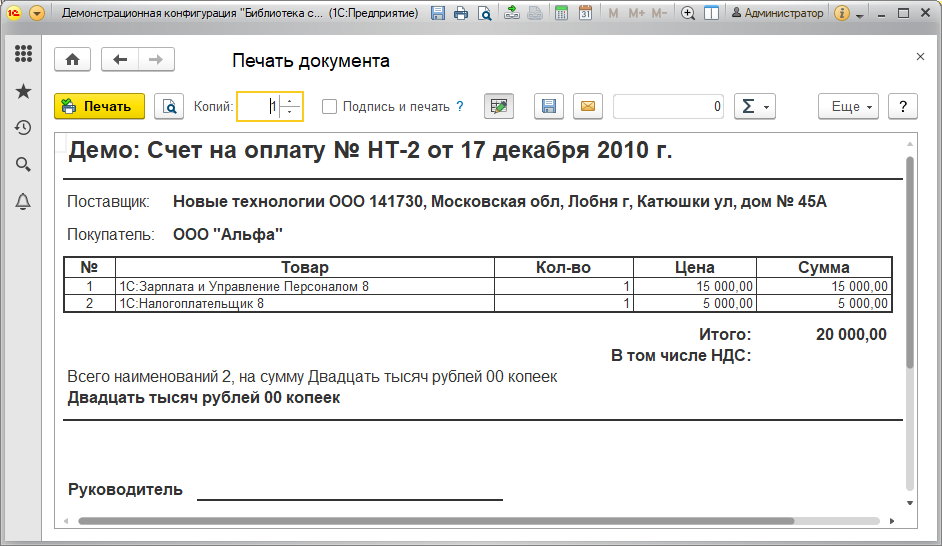 Демонстрационная конфигурация "Библиотека с... (1С:Предприятие) M M+ M- Администратор
Печать документа
Печать Копий: 1 Подпись и печать ? 0 Σ Еще ?
Демо: Счет на оплату № НТ-2 от 17 декабря 2010 г.
Поставщик: Новые технологии ООО 141730, Московская обл, Лобня г, Катюшки ул, дом № 45А
Покупатель: ООО "Альфа"
№ Товар Кол-во Цена Сумма
1 1С:Зарплата и Управление Персоналом 8 1 15 000,00 15 000,00
2 1С:Налогоплательщик 8 1 5 000,00 5 000,00
Итого: 20 000,00
В том числе НДС:
Всего наименований 2, на сумму Двадцать тысяч рублей 00 копеек
Двадцать тысяч рублей 00 копеек
Руководитель